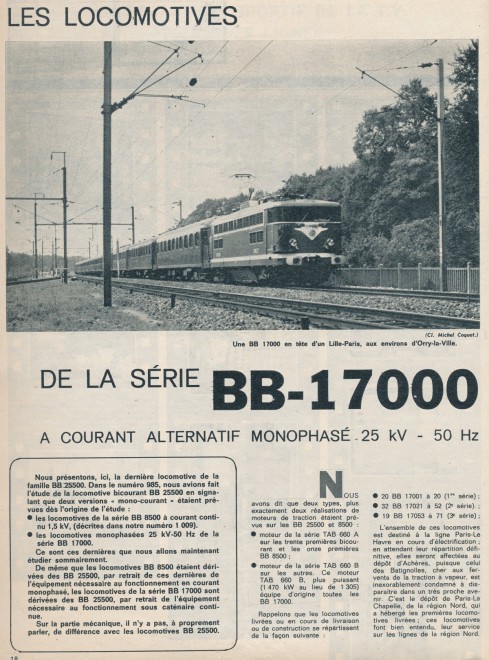 LES LOCOMOTIVES
(Cl. Michel Coquet.)
Une BB 17000 en tête d'un Lille-Paris, aux environs d'Orry-la-Ville.
DE LA SÉRIE BB-17000
A COURANT ALTERNATIF MONOPHASÉ 25 kV - 50 Hz
Nous présentons, ici, la dernière locomotive de la
famille BB 25500. Dans le numéro 985, nous avions fait
l'étude de la locomotive bicourant BB 25500 en signa-
lant que deux versions « mono-courant » étaient pré-
vues dès l'origine de l'étude :
● les locomotives de la série BB 8500 à courant conti-
nu 1,5 kV, (décrites dans notre numéro 1 009).
● les locomotives monophasées 25 kV-50 Hz de la
série BB 17000.
Ce sont ces dernières que nous allons maintenant
étudier sommairement.
De même que les locomotives BB 8500 étaient déri-
vées des BB 25500, par retrait de ces dernières de
l'équipement nécessaire au fonctionnement en courant
monophasé, les locomotives de la série BB 17000 sont
dérivées des BB 25500, par retrait de l'équipement
nécessaire au fonctionnement sous caténaire conti-
nue.
Sur la partie mécanique, il n'y a pas, à proprement
parler, de différence avec les locomotives BB 25500.
NOUS
avons dit que deux types, plus
exactement deux réalisations de
moteurs de traction étaient pré-
vus sur les BB 25500 et 8500 :
● moteur de la série TAB 660 A
sur les trente premières bicou-
rant et les onze premières
BB 8500 ;
● moteur de la série TAB 660 B
sur les autres. Ce moteur
TAB 660 B, plus puissant
(1 470 kW au lieu de 1 305)
équipe d'origine toutes les
BB 17000.
Rappelons que les locomotives
livrées ou en cours de livraison
ou de construction se répartissent
de la façon suivante :
● 20 BB 17001 à 20 (1re série) ;
● 32 BB 17021 à 52 (2e série) ;
● 19 BB 17053 à 71 (3e série) ;
L'ensemble de ces locomotives
est destiné à la ligne Paris-Le
Havre en cours d'électrification ;
en attendant leur répartition défi-
nitive, elles seront affectées au
dépôt d'Achères, puisque celui
des Batignolles, cher aux fer-
vents de la traction à vapeur, est
inexorablement condamné à dis-
paraître dans un très proche ave-
nir. C'est le dépôt de Paris-La
Chapelle, de la région Nord, qui
a hébergé les premières locomo-
tives livrées ; ces locomotives
font bien entendu, leur service
sur les lignes de la région Nord.
18